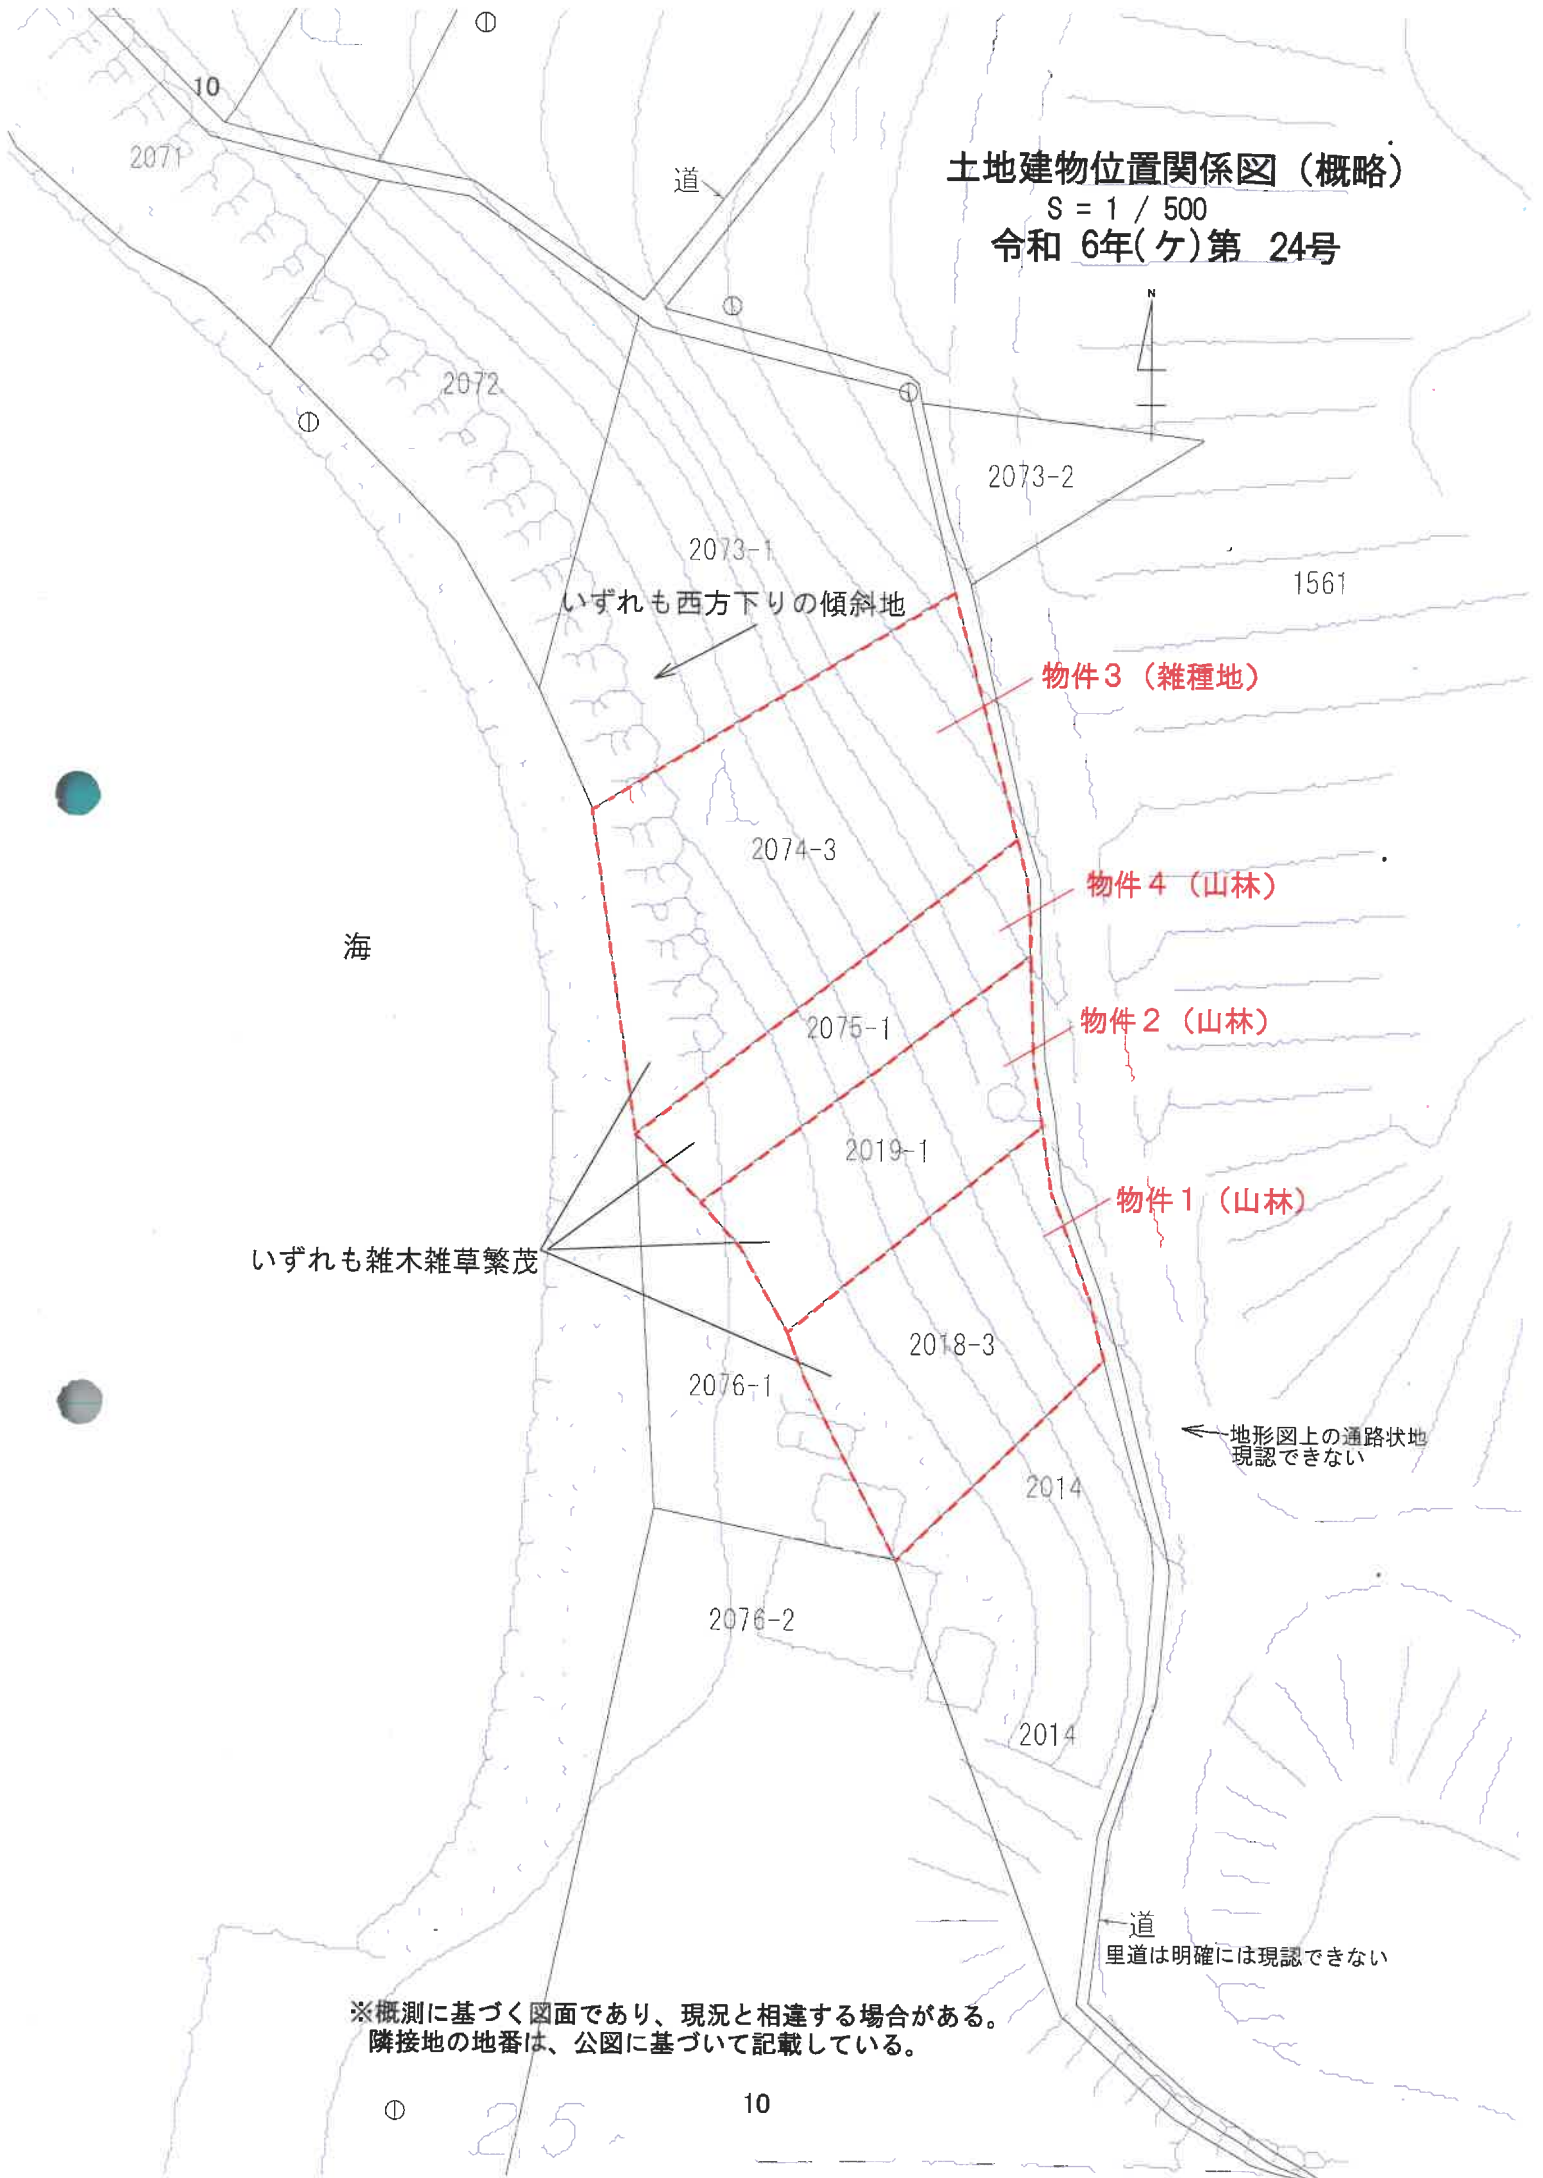 10
2071
道
土地建物位置関係図（概略）
S = 1 / 500
令和 6年(ケ)第 24号
N
2072
2073-2
2073-1
1561
いずれも西方下りの傾斜地
物件3（雑種地）
2074-3
物件4（山林）
海
2075-1
物件2（山林）
2019-1
物件1（山林）
いずれも雑木雑草繁茂
2018-3
2076-1
地形図上の通路状地
現認できない
2014
2076-2
2014
道
里道は明確には現認できない
※概測に基づく図面であり、現況と相違する場合がある。
隣接地の地番は、公図に基づいて記載している。
10
25